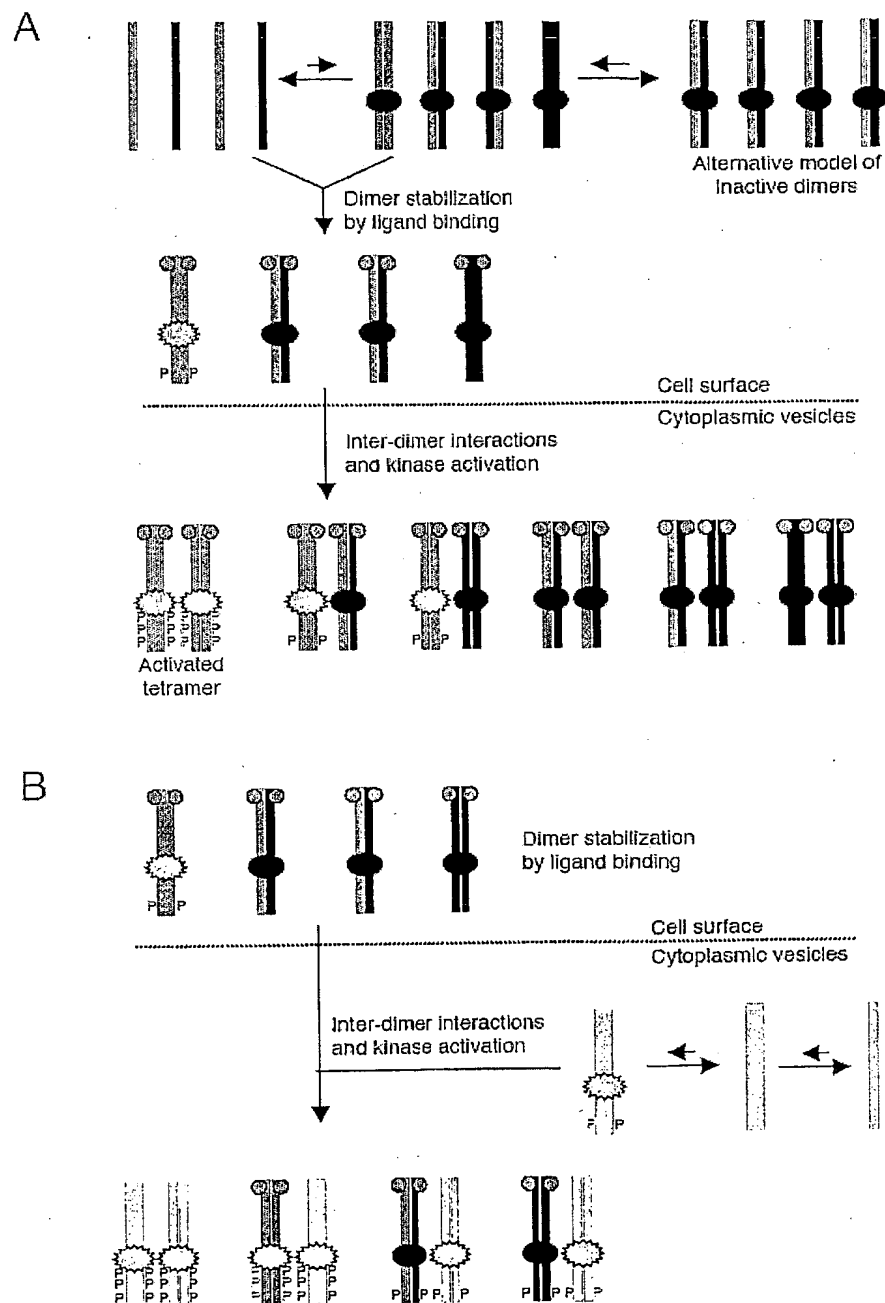 A
Alternative model of
inactive dimers
Dimer stabilization
by ligand binding
P P
Cell surface
Cytoplasmic vesicles
Inter-dimer interactions
and kinase activation
P P P P
P P P P P P P P
P P P P
Activated
tetramer
B
Dimer stabilization
by ligand binding
P P
Cell surface
Cytoplasmic vesicles
Inter-dimer interactions
and kinase activation
P P
P P P P P P P P
P P P P P P P P
P P P P P P P P P P P P